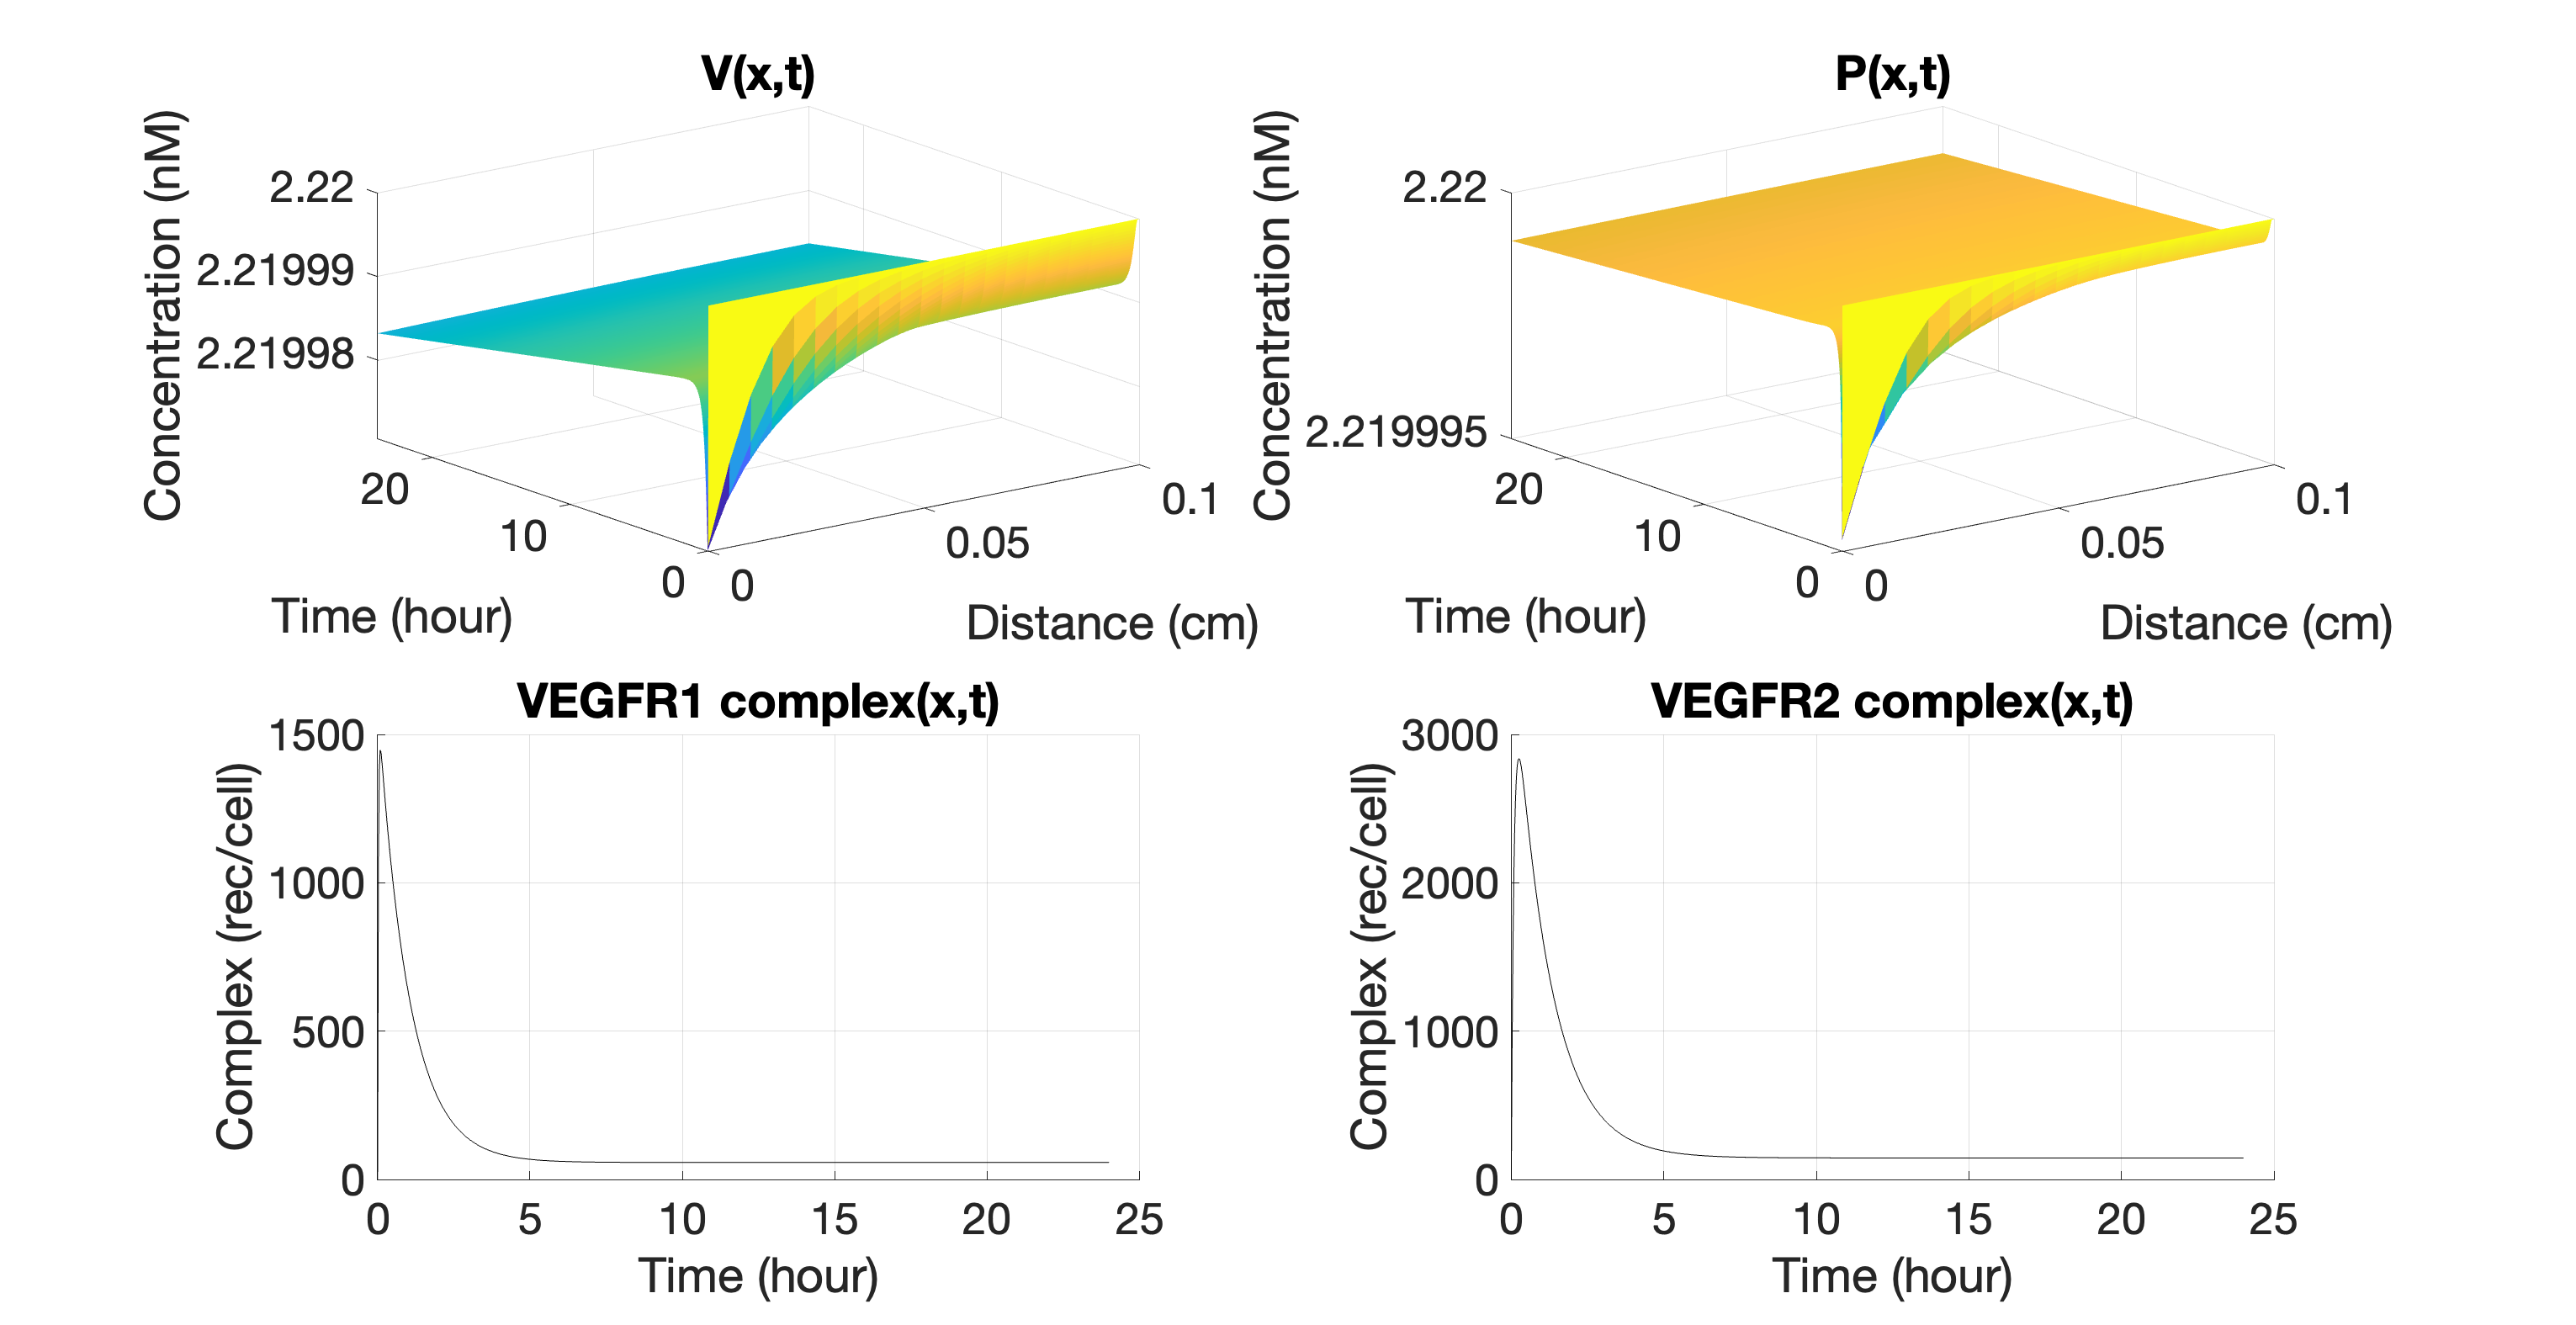 V(x,t)
Concentration (nM)
2.22
2.21999
2.21998
20
10
0
0
0.05
0.1
Time (hour)
Distance (cm)
P(x,t)
Concentration (nM)
2.22
2.219995
20
10
0
0
0.05
0.1
Time (hour)
Distance (cm)
VEGFR1 complex(x,t)
Complex (rec/cell)
1500
1000
500
0
0 5 10 15 20 25
Time (hour)
VEGFR2 complex(x,t)
Complex (rec/cell)
3000
2000
1000
0
0 5 10 15 20 25
Time (hour)